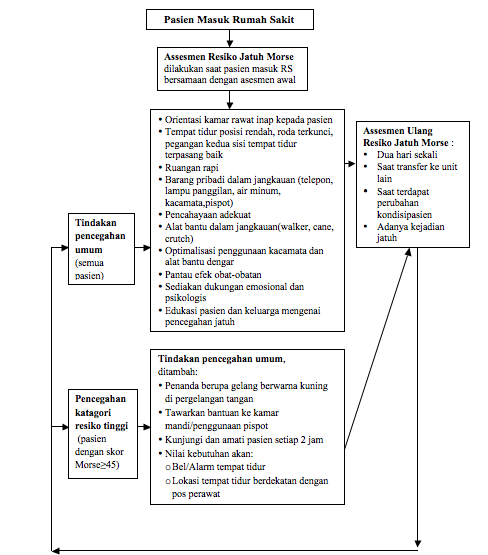 Pasien Masuk Rumah Sakit
Assesmen Resiko Jatuh Morse
dilakukan saat pasien masuk RS
bersamaan dengan asesmen awal
• Orientasi kamar rawat inap kepada pasien
• Tempat tidur posisi rendah, roda terkunci,
pegangan kedua sisi tempat tidur
terpasang baik
• Ruangan rapi
• Barang pribadi dalam jangkauan (telepon,
lampu panggilan, air minum,
kacamata,pispot)
• Pencahayaan adekuat
• Alat bantu dalam jangkauan(walker, cane,
crutch)
• Optimalisasi penggunaan kacamata dan
alat bantu dengar
• Pantau efek obat-obatan
• Sediakan dukungan emosional dan
psikologis
• Edukasi pasien dan keluarga mengenai
pencegahan jatuh
Assesmen Ulang
Resiko Jatuh Morse :
• Dua hari sekali
• Saat transfer ke unit
lain
• Saat terdapat
perubahan
kondisipasien
• Adanya kejadian
jatuh
Tindakan
pencegahan
umum
(semua
pasien)
Tindakan pencegahan umum,
ditambah:
• Penanda berupa gelang berwarna kuning
di pergelangan tangan
• Tawarkan bantuan ke kamar
mandi/penggunaan pispot
• Kunjungi dan amati pasien setiap 2 jam
• Nilai kebutuhan akan:
o Bel/Alarm tempat tidur
o Lokasi tempat tidur berdekatan dengan
pos perawat
Pencegahan
katagori
resiko tinggi
(pasien
dengan skor
Morse≥45)